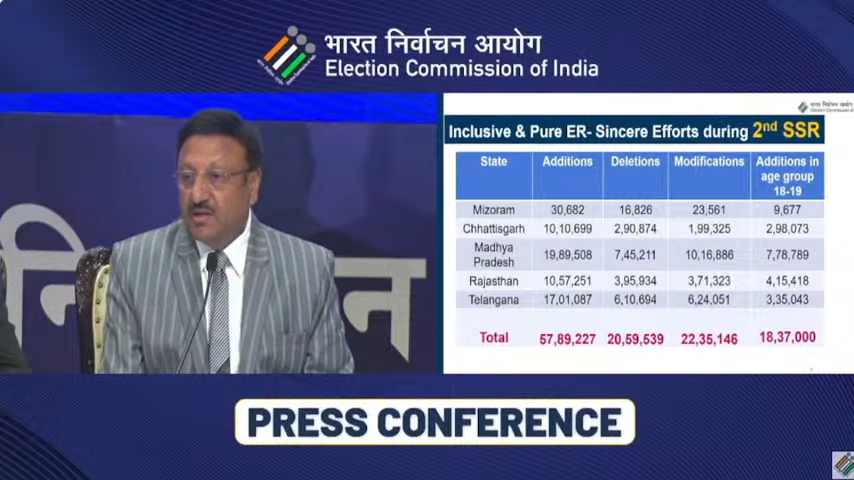 भारत निर्वाचन आयोग
Election Commission of India
Inclusive & Pure ER- Sincere Efforts during 2nd SSR
State Additions Deletions Modifications Additions in age group 18-19
Mizoram 30,682 16,826 23,561 9,677
Chhattisgarh 10,10,699 2,90,874 1,99,325 2,98,073
Madhya Pradesh 19,89,508 7,45,211 10,16,886 7,78,789
Rajasthan 10,57,251 3,95,934 3,71,323 4,15,418
Telangana 17,01,087 6,10,694 6,24,051 3,35,043
Total 57,89,227 20,59,539 22,35,146 18,37,000
PRESS CONFERENCE